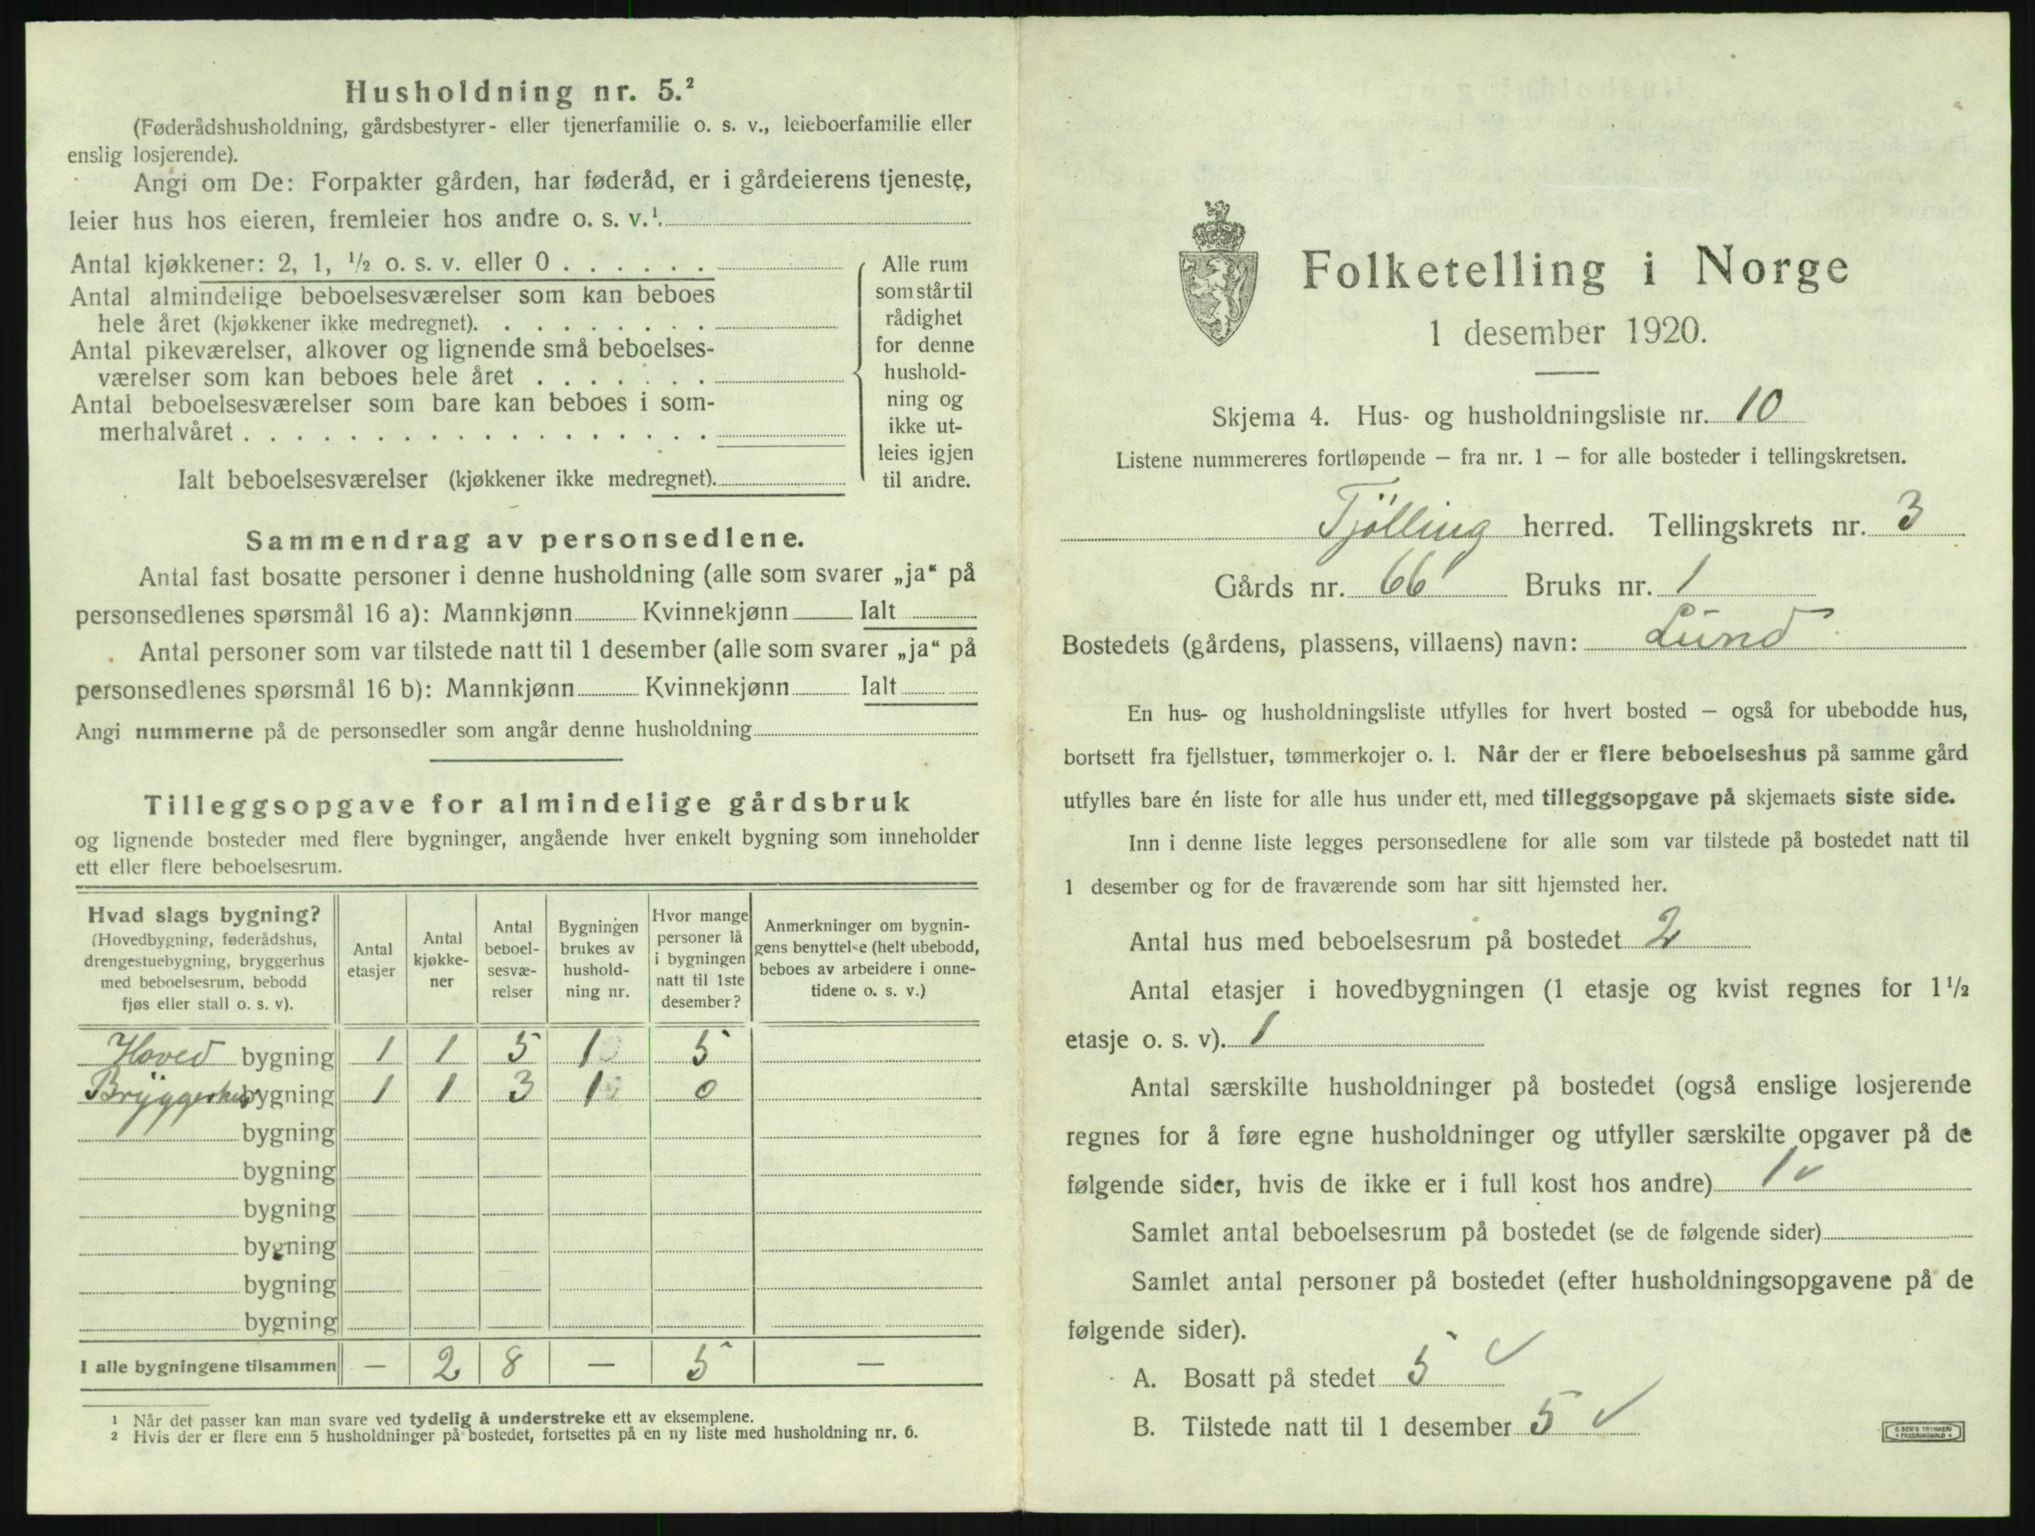 Husholdning nr. 5.²
(Føderådshusholdning, gårdsbestyrer- eller tjenerfamilie o. s. v., leieboerfamilie eller
enslig losjerende).
Angi om De: Forpakter gården, har føderåd, er i gårdeierens tjeneste,
leier hus hos eieren, fremleier hos andre o. s. v.¹.
Antal kjøkkener: 2, 1, ½ o. s. v. eller 0 . . . . . .
Antal almindelige beboelsesværelser som kan beboes
hele året (kjøkkener ikke medregnet). . . . . . . . .
Antal pikeværelser, alkover og lignende små beboelses-
værelser som kan beboes hele året . . . . . . .
Antal beboelsesværelser som bare kan beboes i som-
merhalvåret . . . . . . . . . . . . . . . . . .
Ialt beboelsesværelser (kjøkkener ikke medregnet).
Alle rum
som står til
rådighet
for denne
hushold-
ning og
ikke ut-
leies igjen
til andre.
Sammendrag av personsedlene.
Antal fast bosatte personer i denne husholdning (alle som svarer „ja“ på
personsedlenes spørsmål 16 a): Mannkjønn Kvinnekjønn Ialt
Antal personer som var tilstede natt til 1 desember (alle som svarer „ja“ på
personsedlenes spørsmål 16 b): Mannkjønn Kvinnekjønn Ialt
Angi nummerne på de personsedler som angår denne husholdning
Tilleggsopgave for almindelige gårdsbruk
og lignende bosteder med flere bygninger, angående hver enkelt bygning som inneholder
ett eller flere beboelsesrum.
Hvad slags bygning?
(Hovedbygning, føderådshus,
drengestuebygning, bryggerhus
med beboelsesrum, bebodd
fjøs eller stall o. s. v).
Antal
etasjer
Antal
kjøkke-
ner
Antal
beboel-
sesvæ-
relser
Bygningen
brukes av
hushold-
ning nr.
Hvor mange
personer lå
i bygningen
natt til 1ste
desember?
Anmerkninger om bygnin-
gens benyttelse (helt ubebodd,
beboes av arbeidere i onne-
tidene o. s. v.)
Hoved bygning 1 1 5 1 5
Bryggerhus bygning 1 1 3 1 0
bygning
bygning
bygning
bygning
bygning
bygning
I alle bygningene tilsammen — 2 8 — 5 —
¹ Når det passer kan man svare ved tydelig å understreke ett av eksemplene.
² Hvis der er flere enn 5 husholdninger på bostedet, fortsettes på en ny liste med husholdning nr. 6.
Folketelling i Norge
1 desember 1920.
Skjema 4. Hus- og husholdningsliste nr. 10
Listene nummereres fortløpende — fra nr. 1 — for alle bosteder i tellingskretsen.
Tjølling herred. Tellingskrets nr. 3
Gårds nr. 66 Bruks nr. 1
Bostedets (gårdens, plassens, villaens) navn: Lund
En hus- og husholdningsliste utfylles for hvert bosted — også for ubebodde hus,
bortsett fra fjellstuer, tømmerkojer o. l. Når der er flere beboelseshus på samme gård
utfylles bare én liste for alle hus under ett, med tilleggsopgave på skjemaets siste side.
Inn i denne liste legges personsedlene for alle som var tilstede på bostedet natt til
1 desember og for de fraværende som har sitt hjemsted her.
Antal hus med beboelsesrum på bostedet 2
Antal etasjer i hovedbygningen (1 etasje og kvist regnes for 1½
etasje o. s. v). 1
Antal særskilte husholdninger på bostedet (også enslige losjerende
regnes for å føre egne husholdninger og utfyller særskilte opgaver på de
følgende sider, hvis de ikke er i full kost hos andre) 1 ✓
Samlet antal beboelsesrum på bostedet (se de følgende sider)
Samlet antal personer på bostedet (efter husholdningsopgavene på de
følgende sider).
A. Bosatt på stedet 5 ✓
B. Tilstede natt til 1 desember 5 ✓